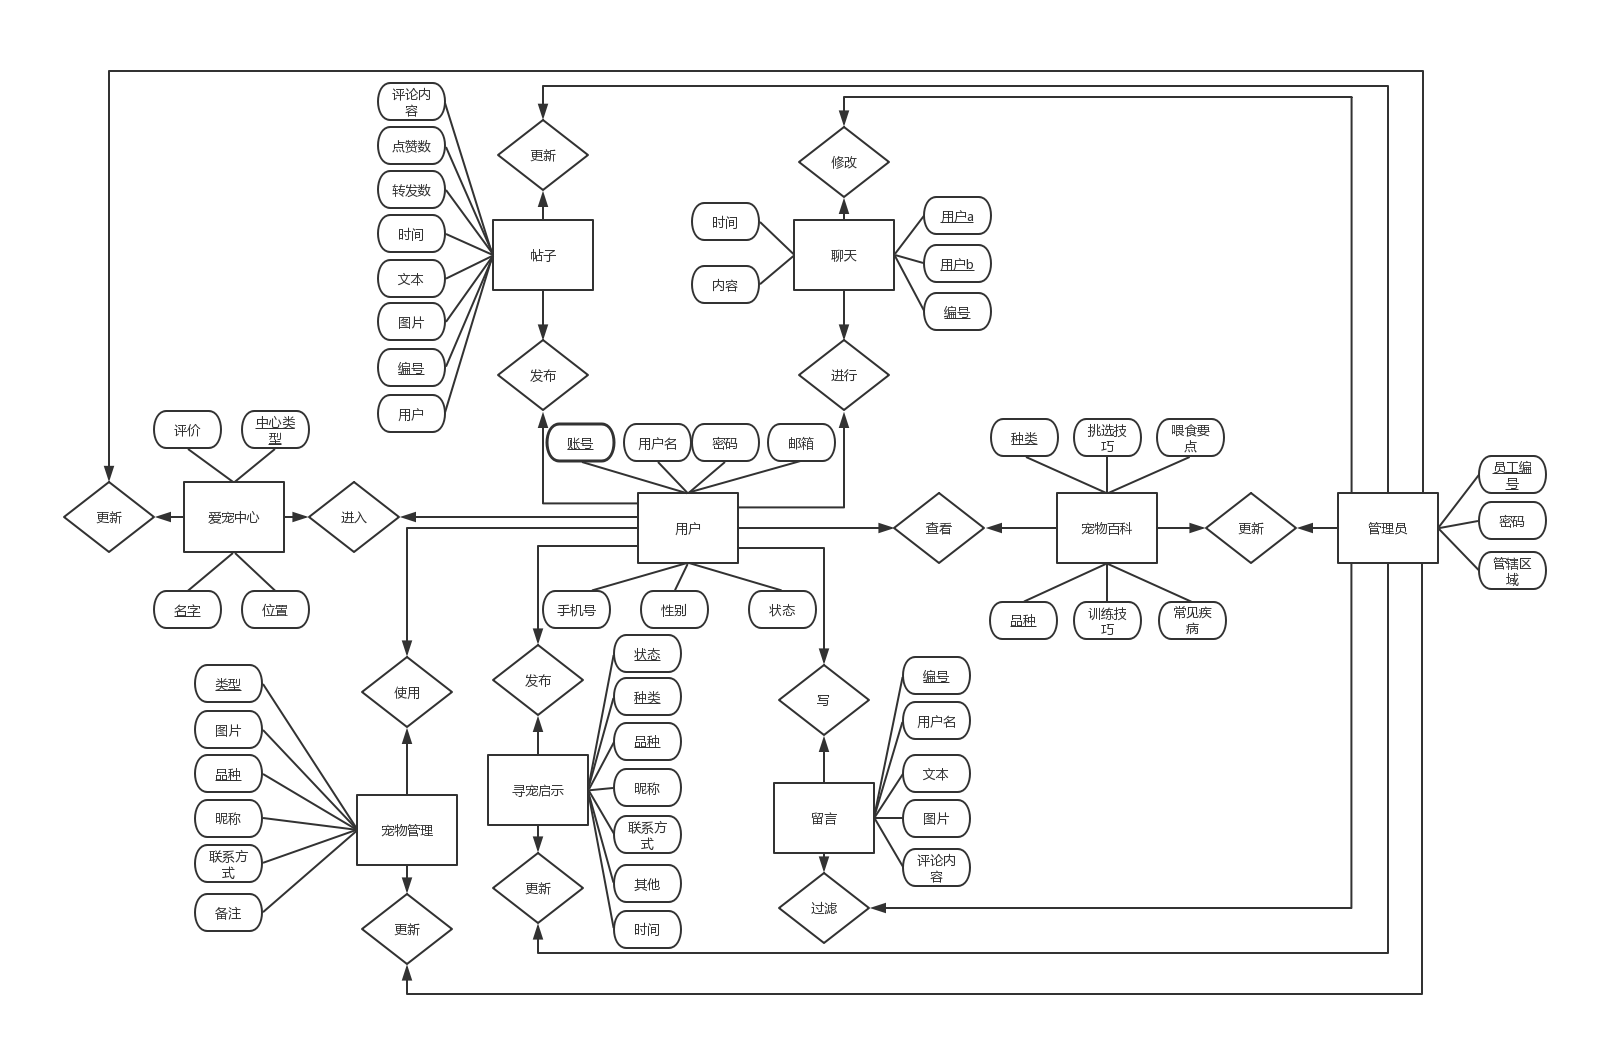 评论内
容
点赞数
转发数
时间
文本
图片
编号
用户
更新
帖子
发布
修改
时间
内容
聊天
用户a
用户b
编号
进行
评价
中心类
型
更新
爱宠中心
进入
名字
位置
账号
用户名
密码
邮箱
用户
手机号
性别
状态
查看
种类
挑选技
巧
喂食要
点
宠物百科
品种
训练技
巧
常见疾
病
更新
管理员
员工编
号
密码
管辖区
域
类型
图片
品种
昵称
联系方
式
备注
使用
宠物管理
更新
发布
寻宠启示
更新
状态
种类
品种
昵称
联系方
式
其他
时间
写
留言
过滤
编号
用户名
文本
图片
评论内
容